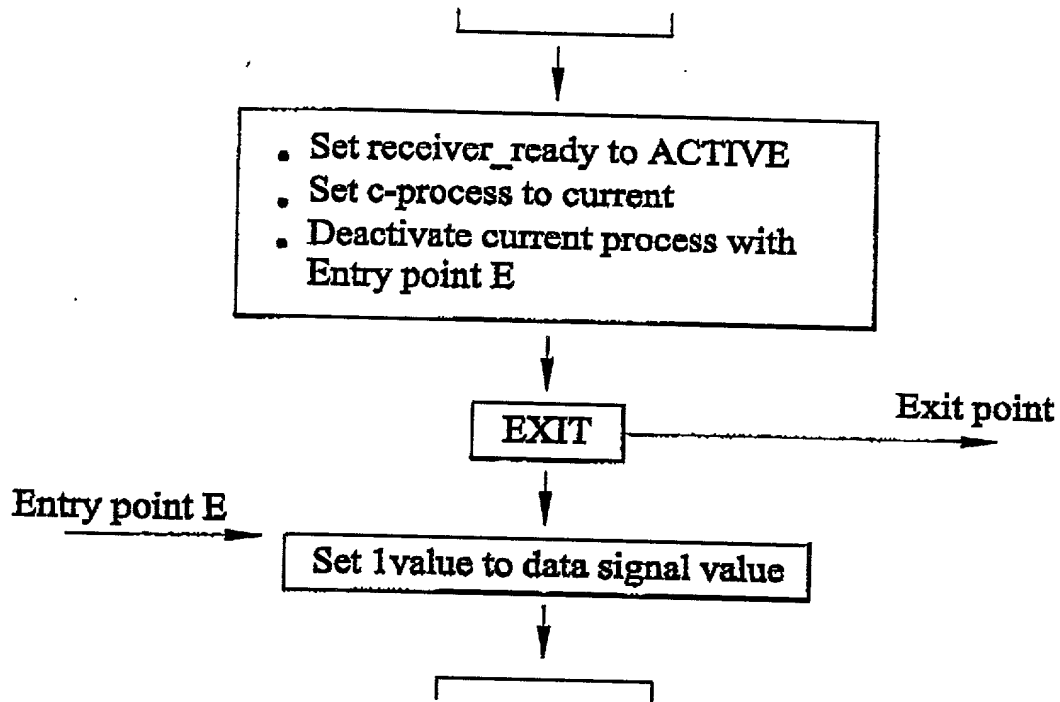 • Set receiver_ready to ACTIVE
• Set c-process to current
• Deactivate current process with
Entry point E
EXIT
Exit point
Entry point E
Set 1value to data signal value